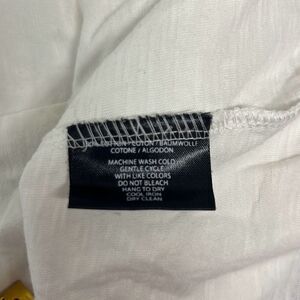 COTTON / COTON / BAUMWOLLE
COTONE / ALGODON
MACHINE WASH COLD
GENTLE CYCLE
WITH LIKE COLORS
DO NOT BLEACH
HANG TO DRY
COOL IRON
DRY CLEAN